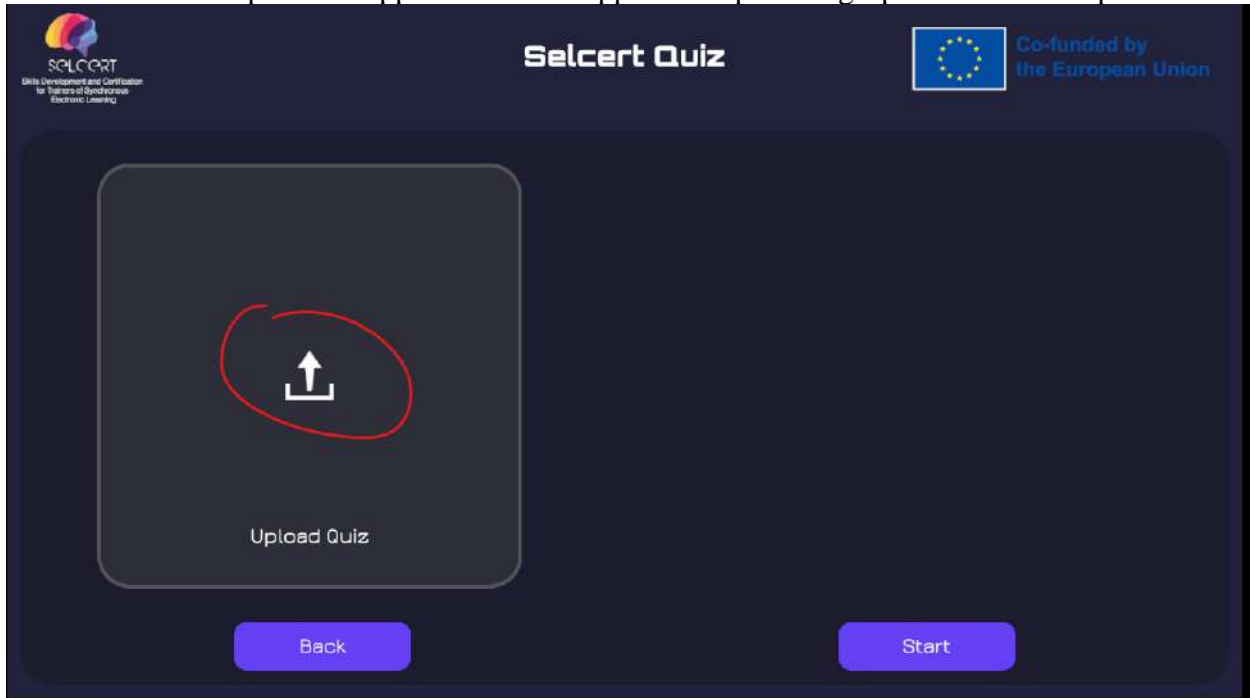 Selcert Quiz
SELCERT
Skills Development and Certification
for Trainers of Synchronous
Electronic Learning
Co-funded by
the European Union
Upload Quiz
Back
Start